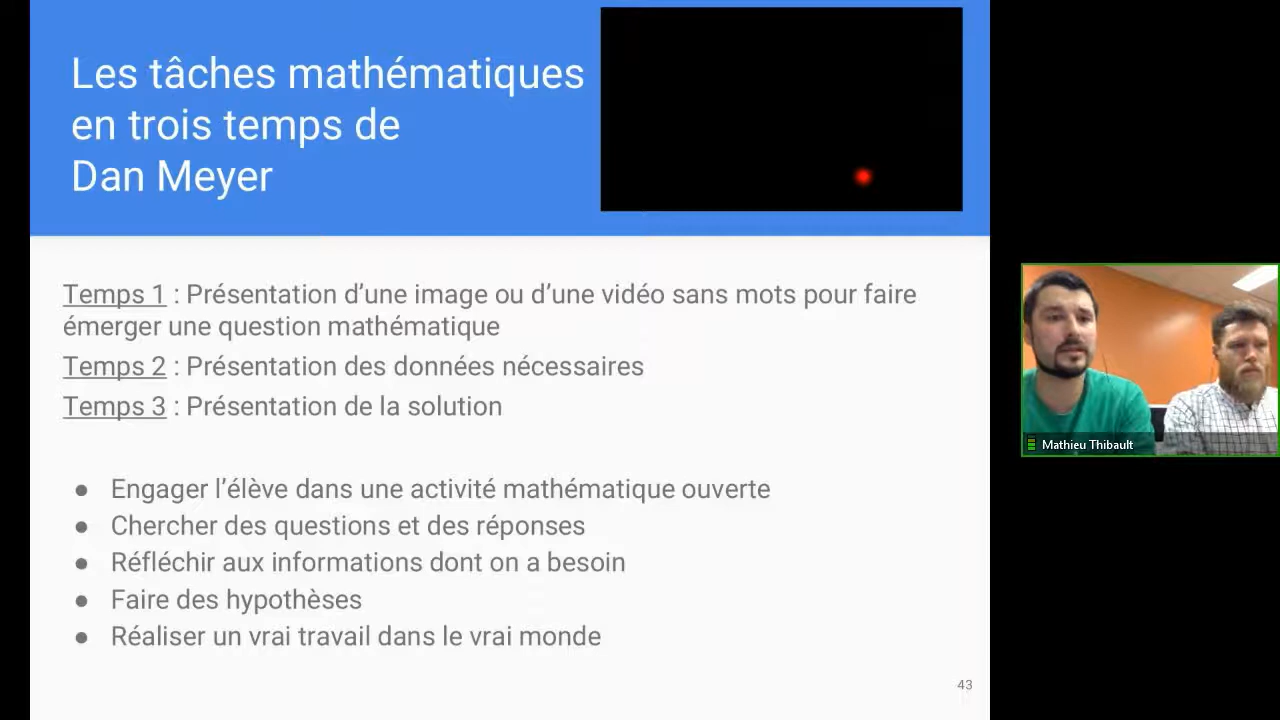 Les tâches mathématiques
en trois temps de
Dan Meyer
Temps 1 : Présentation d’une image ou d’une vidéo sans mots pour faire
émerger une question mathématique
Temps 2 : Présentation des données nécessaires
Temps 3 : Présentation de la solution
● Engager l’élève dans une activité mathématique ouverte
● Chercher des questions et des réponses
● Réfléchir aux informations dont on a besoin
● Faire des hypothèses
● Réaliser un vrai travail dans le vrai monde
43
Mathieu Thibault